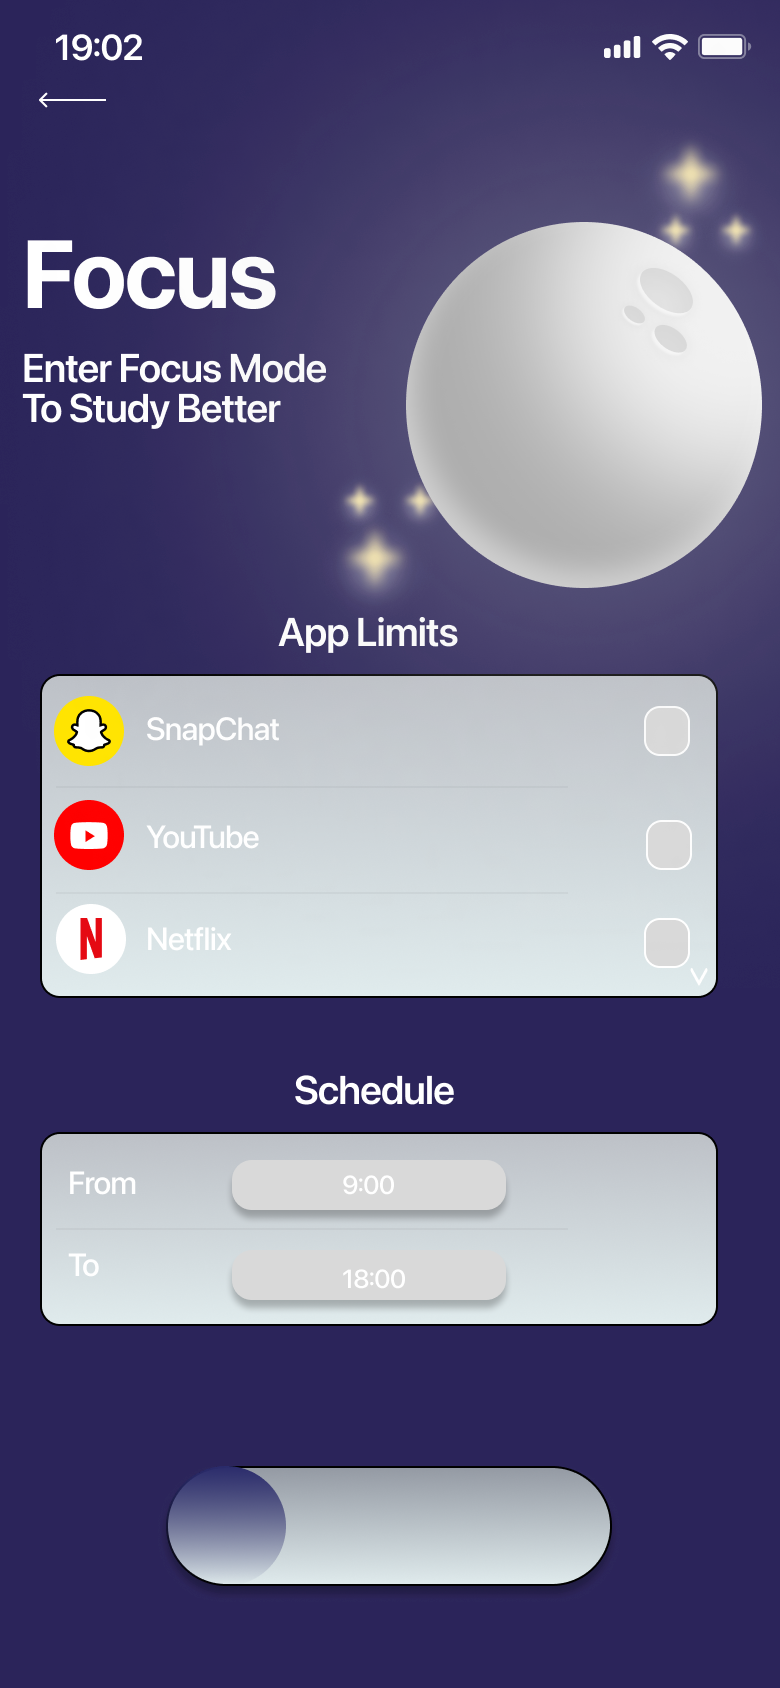 19:02
Focus
Enter Focus Mode
To Study Better
App Limits
SnapChat
YouTube
Netflix
Schedule
From
9:00
To
18:00